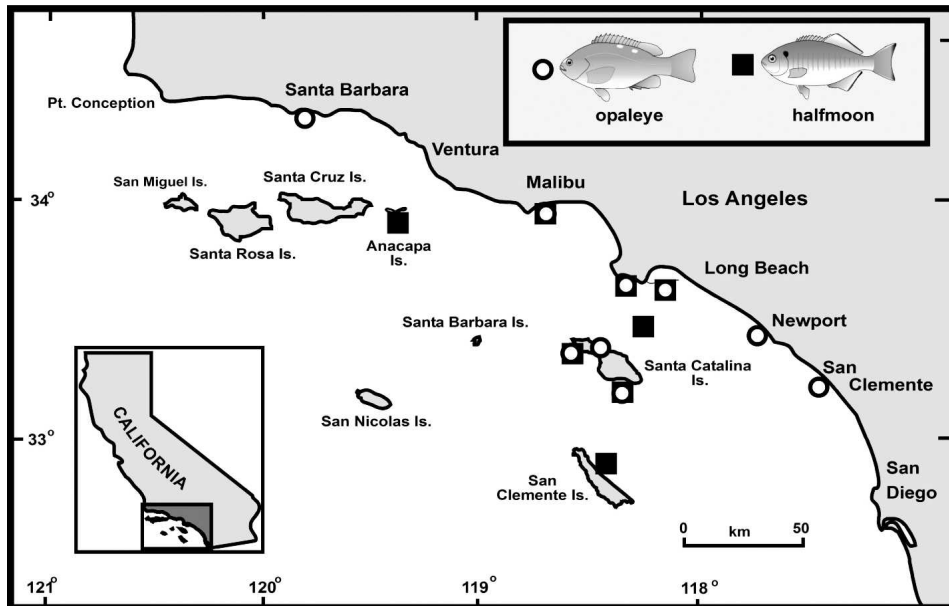 opaleye
halfmoon
Pt. Conception
Santa Barbara
Ventura
Malibu
Los Angeles
34°
San Miguel Is.
Santa Cruz Is.
Santa Rosa Is.
Anacapa
Is.
Long Beach
Newport
Santa Barbara Is.
Santa Catalina
Is.
San
Clemente
San Nicolas Is.
33°
CALIFORNIA
San
Clemente Is.
San
Diego
0
50
km
121°
120°
119°
118°